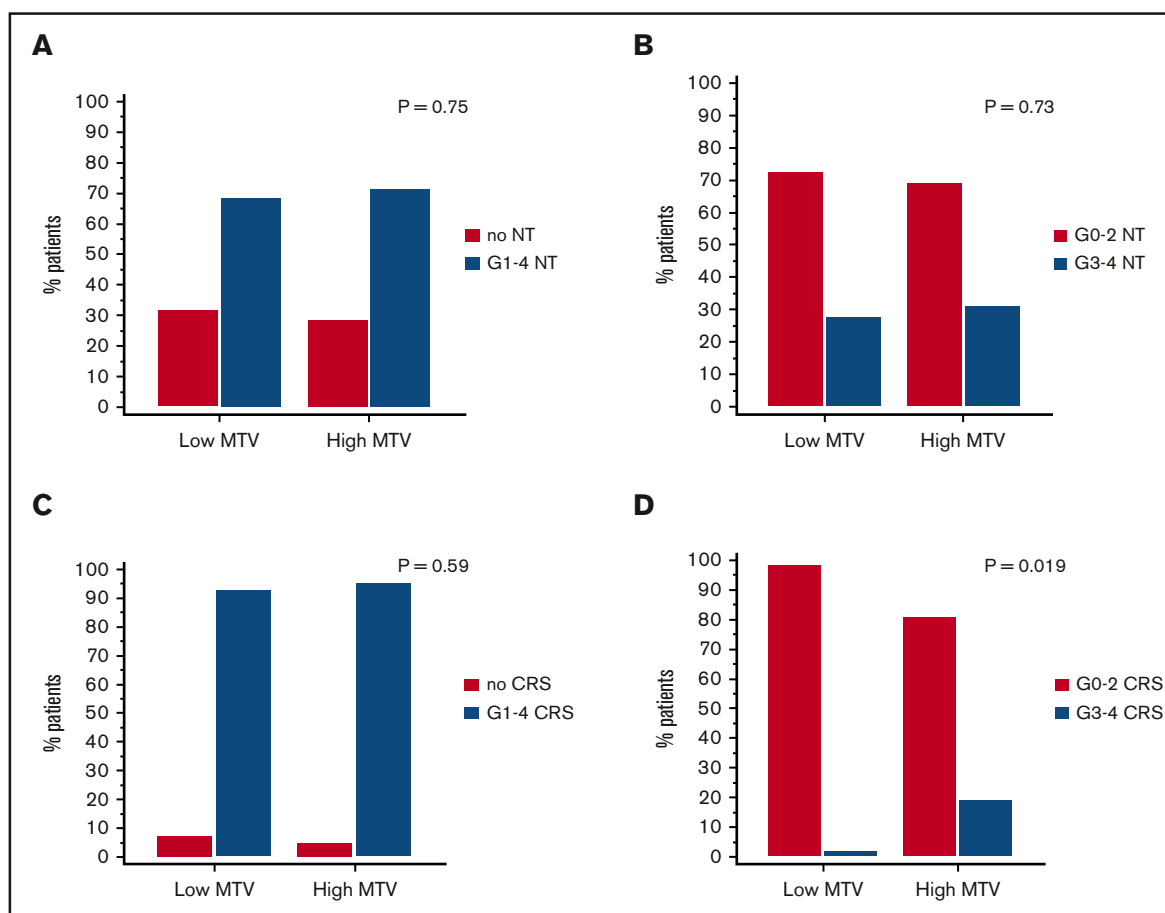 A
P = 0.75
100
90
80
70
60
50
40
30
20
10
0
% patients
Low MTV
High MTV
no NT
G1-4 NT
B
P = 0.73
100
90
80
70
60
50
40
30
20
10
0
% patients
Low MTV
High MTV
G0-2 NT
G3-4 NT
C
P = 0.59
100
90
80
70
60
50
40
30
20
10
0
% patients
Low MTV
High MTV
no CRS
G1-4 CRS
D
P = 0.019
100
90
80
70
60
50
40
30
20
10
0
% patients
Low MTV
High MTV
G0-2 CRS
G3-4 CRS